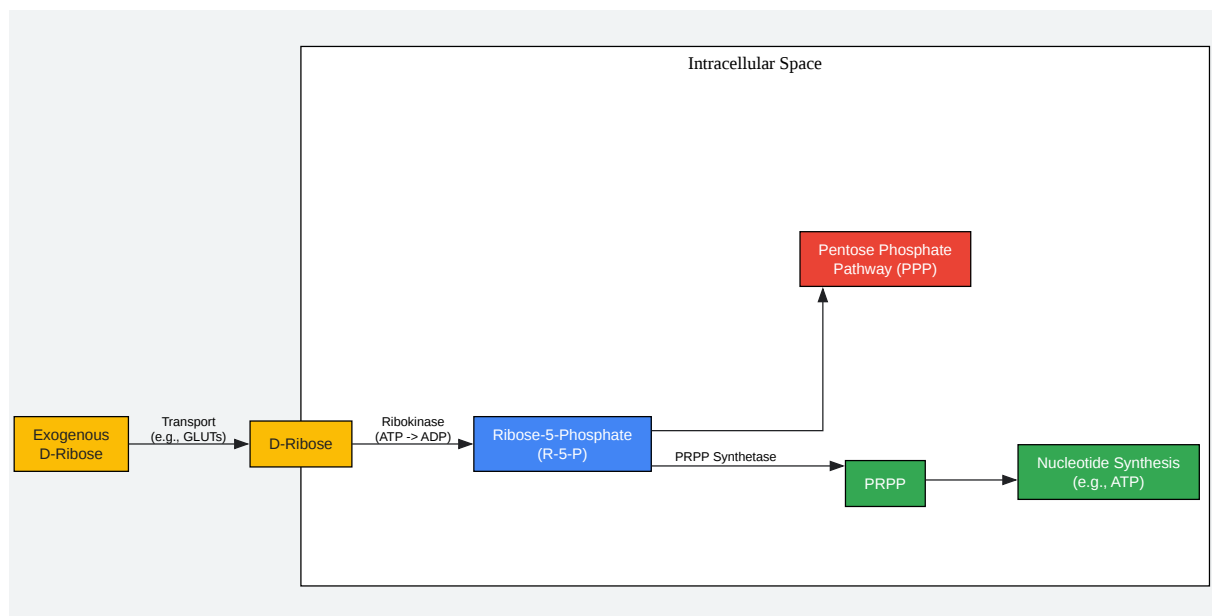 Intracellular Space
Pentose Phosphate
Pathway (PPP)
Exogenous
D-Ribose
Transport
(e.g., GLUTs)
D-Ribose
Ribokinase
(ATP -> ADP)
Ribose-5-Phosphate
(R-5-P)
PRPP Synthetase
PRPP
Nucleotide Synthesis
(e.g., ATP)